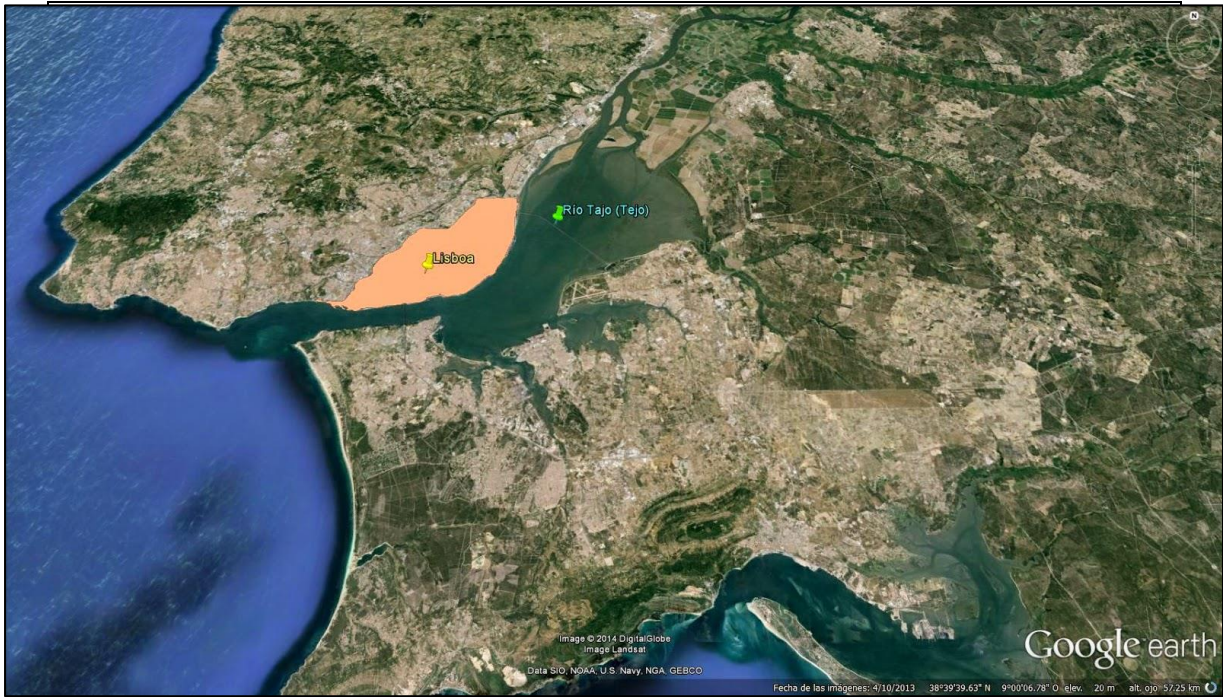 N
Río Tajo (Tejo)
Lisboa
Image © 2014 DigitalGlobe
Image Landsat
Data SIO, NOAA, U.S. Navy, NGA, GEBCO
Google earth
Fecha de las imágenes: 4/10/2013 38°39'39.63" N 9°00'06.78" O elev. 20 m alt. ojo 57.25 km